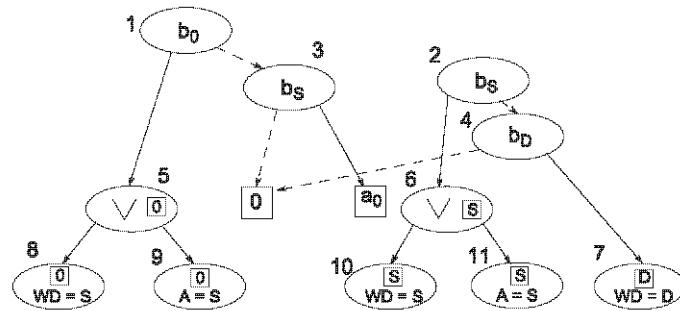 1
b0
3
bS
2
bS
4
bD
5
∨ 0
0
a0
6
∨ S
8
0
WD = S
9
0
A = S
10
S
WD = S
11
S
A = S
7
D
WD = D